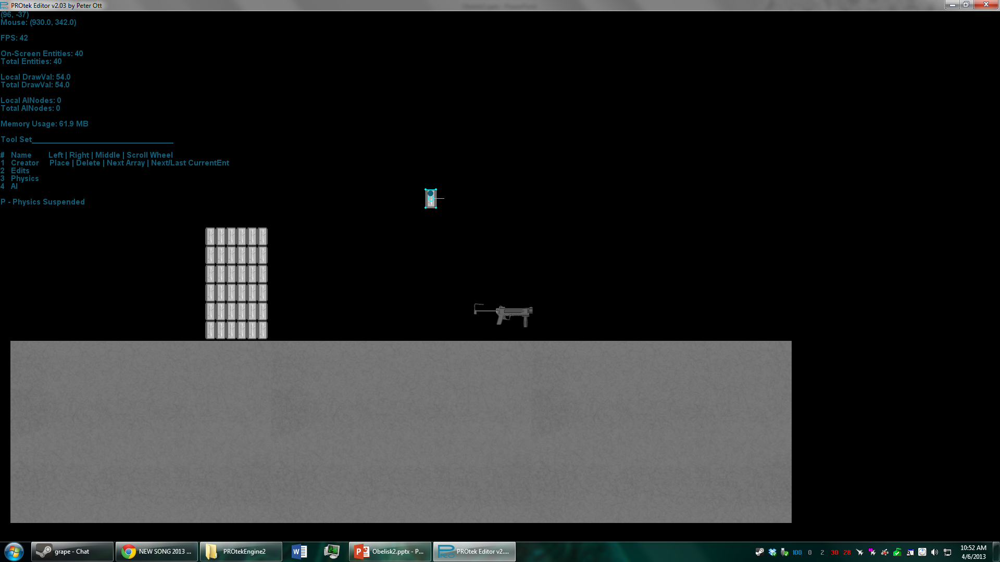 PROtek Editor v2.03 by Peter Ott
(96, -37)
Mouse: (930.0, 342.0)
FPS: 42
On-Screen Entities: 40
Total Entities: 40
Local DrawVal: 54.0
Total DrawVal: 54.0
Local AINodes: 0
Total AINodes: 0
Memory Usage: 61.9 MB
Tool Set
# Name Left | Right | Middle | Scroll Wheel
1 Creator Place | Delete | Next Array | Next/Last CurrentEnt
2 Edits
3 Physics
4 AI
P - Physics Suspended
grape - Chat
NEW SONG 2013 ...
PROtekEngine2
Obelisk2.pptx - P...
PRO
PROtek Editor v2....
100 0 2 30 28
10:52 AM
4/6/2013